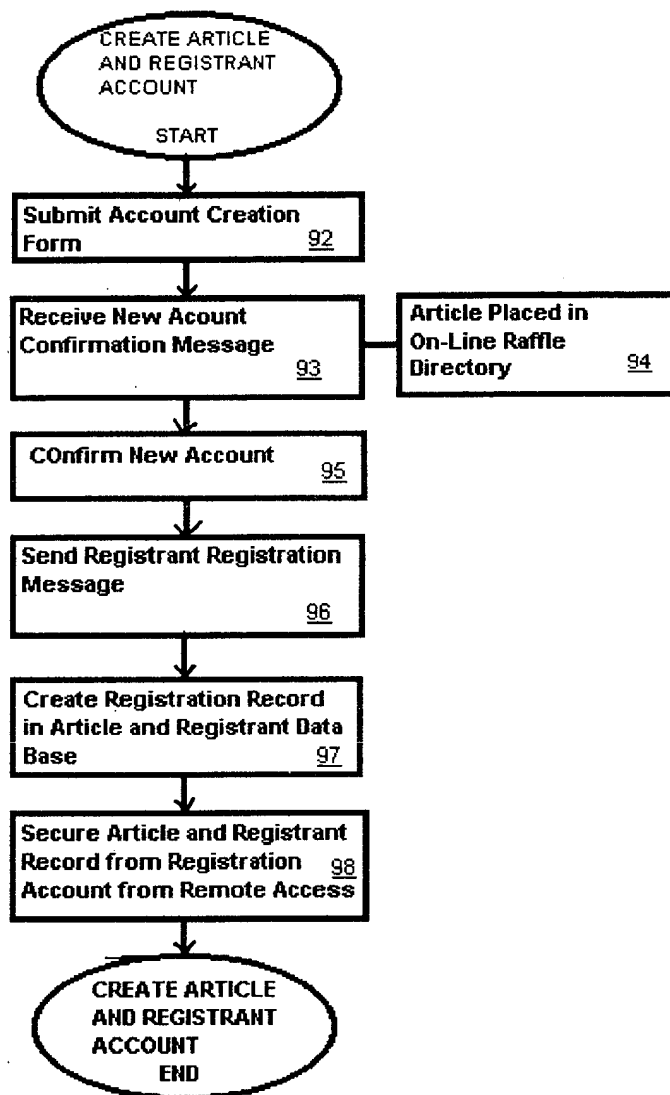 CREATE ARTICLE
AND REGISTRANT
ACCOUNT
START
Submit Account Creation
Form 92
Receive New Acount
Confirmation Message
93
Article Placed in
On-Line Raffle
Directory 94
COnfirm New Account
95
Send Registrant Registration
Message
96
Create Registration Record
in Article and Registrant Data
Base 97
Secure Article and Registrant
Record from Registration 98
Account from Remote Access
CREATE ARTICLE
AND REGISTRANT
ACCOUNT
END